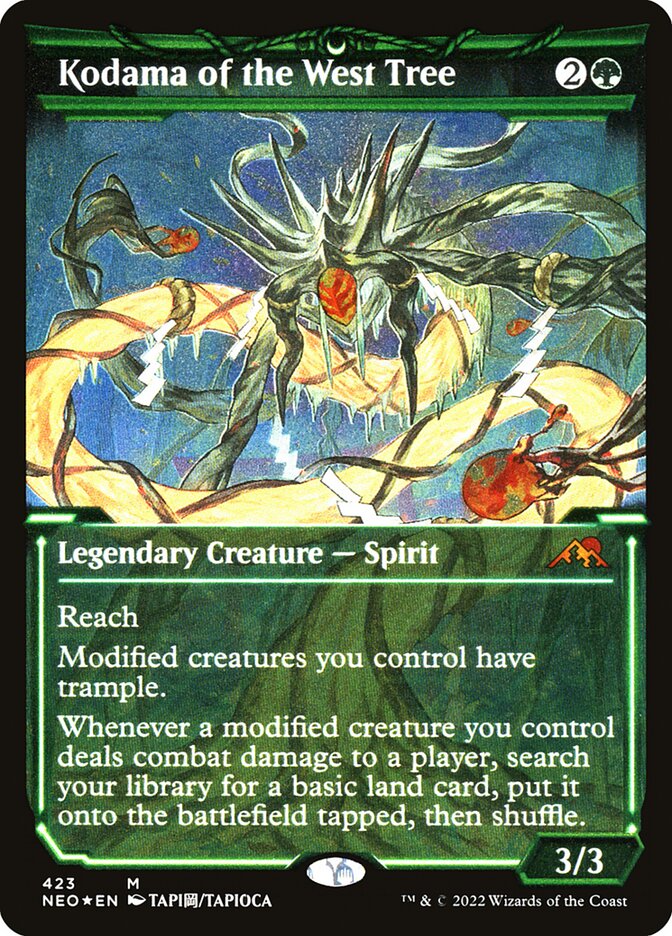 Kodama of the West Tree 2
Legendary Creature — Spirit
Reach
Modified creatures you control have
trample.
Whenever a modified creature you control
deals combat damage to a player, search
your library for a basic land card, put it
onto the battlefield tapped, then shuffle.
3/3
423 M
NEO★EN TAPI岡/TAPIOCA
™ & © 2022 Wizards of the Coast